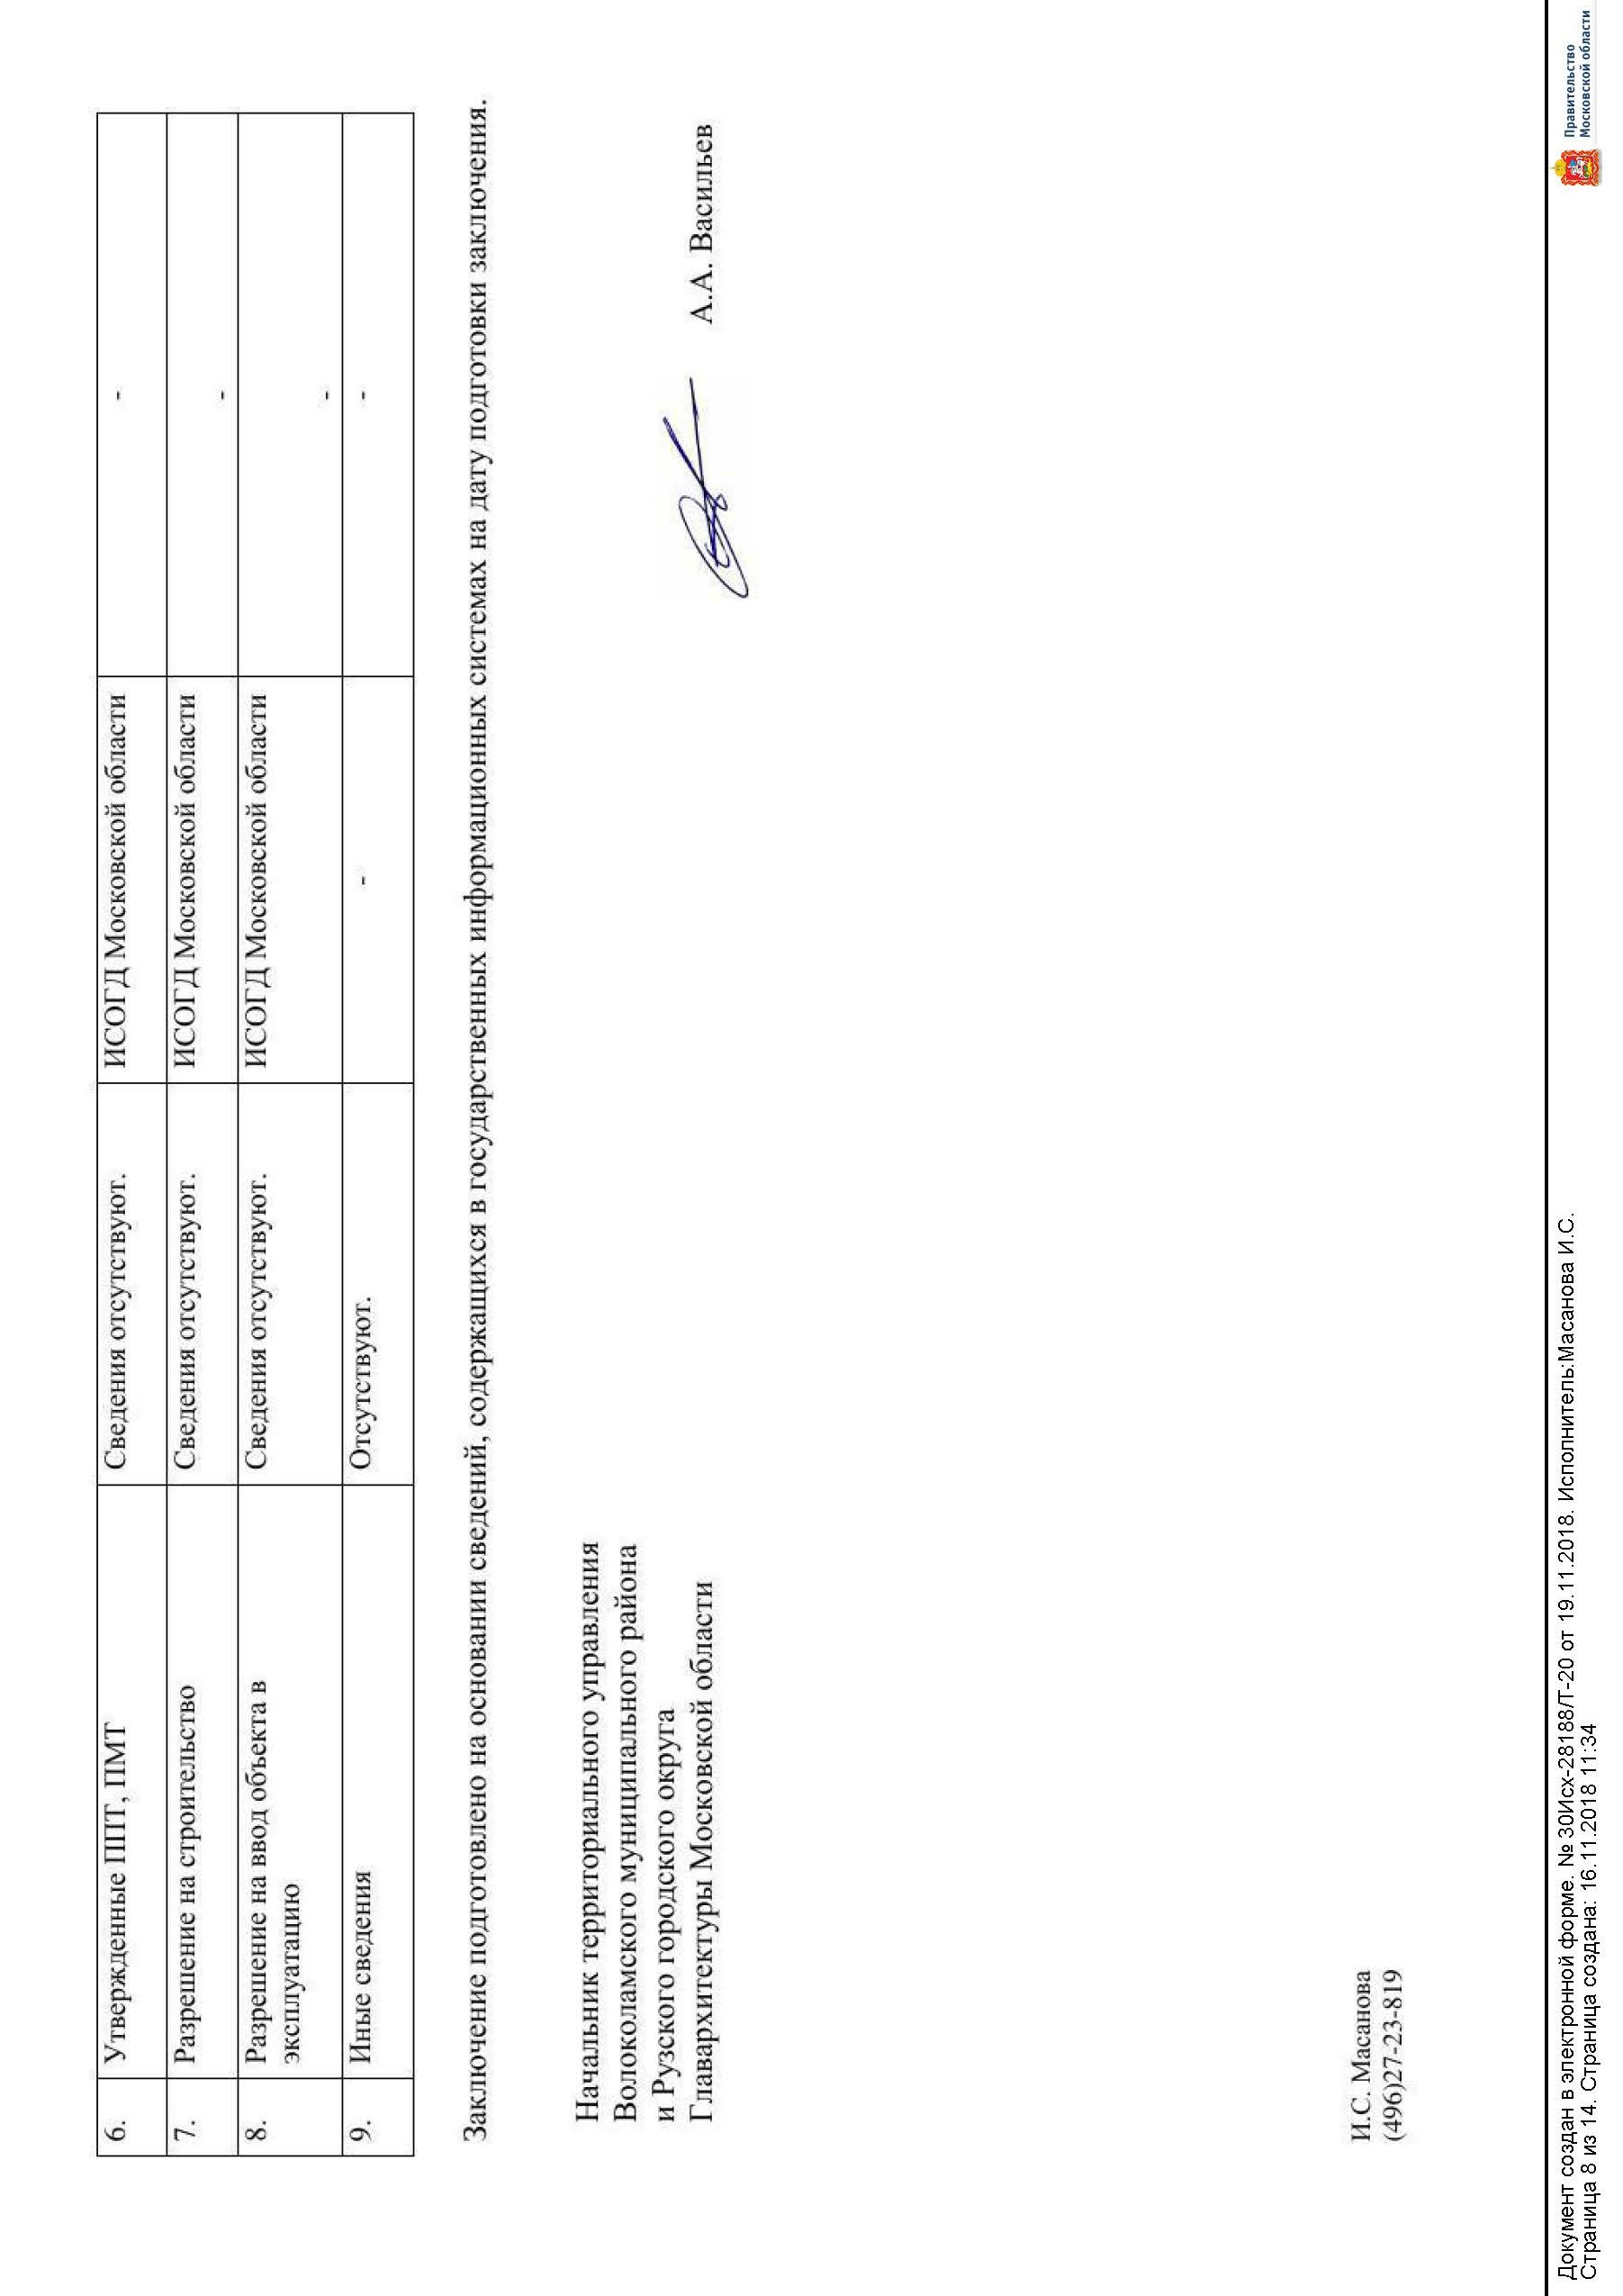 6. Утвержденные ППТ, ПМТ Сведения отсутствуют. ИСОГД Московской области -
7. Разрешение на строительство Сведения отсутствуют. ИСОГД Московской области -
8. Разрешение на ввод объекта в Сведения отсутствуют. ИСОГД Московской области
эксплуатацию -
9. Иные сведения Отсутствуют. - -
Заключение подготовлено на основании сведений, содержащихся в государственных информационных системах на дату подготовки заключения.
Начальник территориального управления
Волоколамского муниципального района
и Рузского городского округа
Главархитектуры Московской области А.А. Васильев
И.С. Масанова
(496)27-23-819
Документ создан в электронной форме. № 30Исх-28188/Т-20 от 19.11.2018. Исполнитель:Масанова И.С.
Страница 8 из 14. Страница создана: 16.11.2018 11:34
Правительство
Московской области